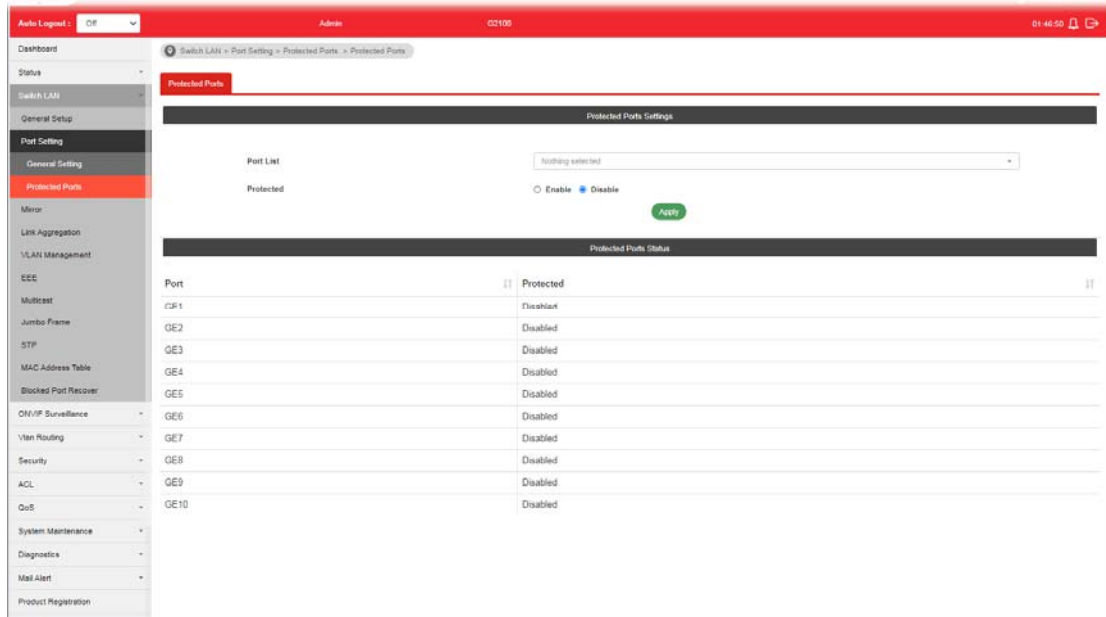 Auto Logout : Off Admin G2108 01:46:50
Switch LAN > Port Setting > Protected Ports > Protected Ports
Protected Ports
Dashboard
Status
Switch LAN
General Setup
Port Setting
General Setting
Protected Ports
Mirror
Link Aggregation
VLAN Management
EEE
Multicast
Jumbo Frame
STP
MAC Address Table
Blocked Port Recover
ONVIF Surveillance
Vlan Routing
Security
ACL
QoS
System Maintenance
Diagnostics
Mail Alert
Product Registration
Protected Ports Settings
Port List Nothing selected
Protected Enable Disable
Apply
Protected Ports Status
Port Protected
GE1 Disabled
GE2 Disabled
GE3 Disabled
GE4 Disabled
GE5 Disabled
GE6 Disabled
GE7 Disabled
GE8 Disabled
GE9 Disabled
GE10 Disabled